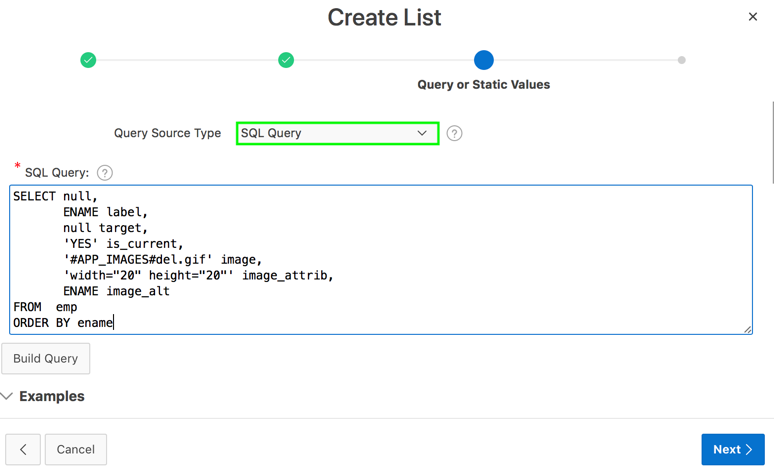 Create List
Query or Static Values
Query Source Type SQL Query
* SQL Query:
SELECT null,
       ENAME label,
       null target,
       'YES' is_current,
       '#APP_IMAGES#del.gif' image,
       'width="20" height="20"' image_attrib,
       ENAME image_alt
FROM  emp
ORDER BY ename
Build Query
Examples
Cancel
Next